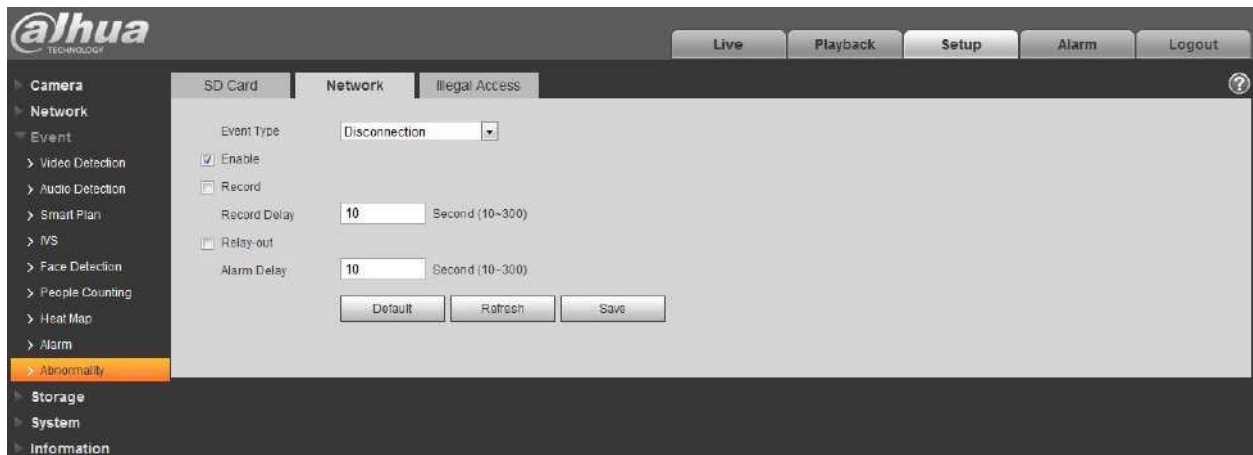 alhua
TECHNOLOGY
Live Playback Setup Alarm Logout
Camera
Network
Event
Video Detection
Audio Detection
Smart Plan
IVS
Face Detection
People Counting
Heat Map
Alarm
Abnormality
Storage
System
Information
SD Card Network Illegal Access
?
Event Type Disconnection
Enable
Record
Record Delay 10 Second (10~300)
Relay-out
Alarm Delay 10 Second (10~300)
Default Refresh Save